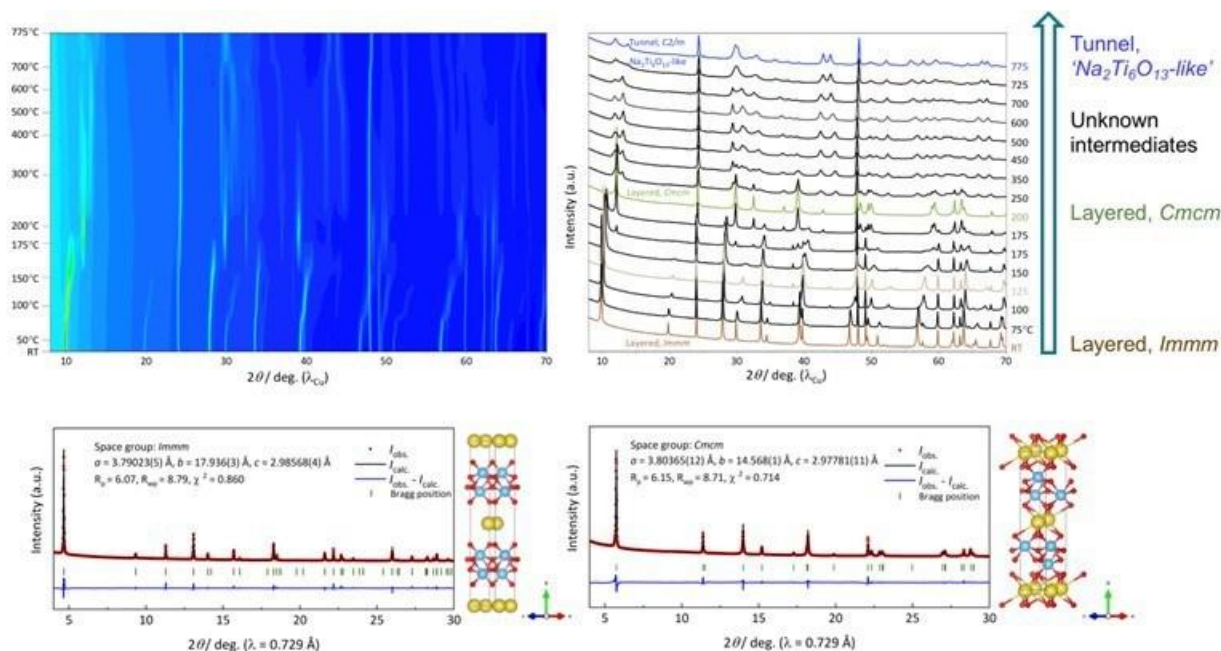 775°C
700°C
600°C
500°C
400°C
300°C
200°C
175°C
150°C
100°C
50°C
RT
10 20 30 40 50 60 70
2θ/ deg. (λCu)
Intensity (a.u.)
Tunnel, C2/m
Na2Ti6O13-like
Layered, Cmcm
Layered, Immm
775
725
700
600
500
450
350
250
200
175
150
125
100
75°C
RT
10 20 30 40 50 60 70
2θ/ deg. (λCu)
Tunnel,
‘Na2Ti6O13-like’
Unknown
intermediates
Layered, Cmcm
Layered, Immm
Intensity (a.u.)
Space group: Immm
a = 3.79023(5) Å, b = 17.936(3) Å, c = 2.98568(4) Å
Rp = 6.07, Rwp = 8.79, χ² = 0.860
Iobs.
Icalc.
Iobs. - Icalc.
Bragg position
5 10 15 20 25 30
2θ/ deg. (λ = 0.729 Å)
Intensity (a.u.)
Space group: Cmcm
a = 3.80365(12) Å, b = 14.568(1) Å, c = 2.97781(11) Å
Rp = 6.15, Rwp = 8.71, χ² = 0.714
Iobs.
Icalc.
Iobs. - Icalc.
Bragg position
5 10 15 20 25 30
2θ/ deg. (λ = 0.729 Å)